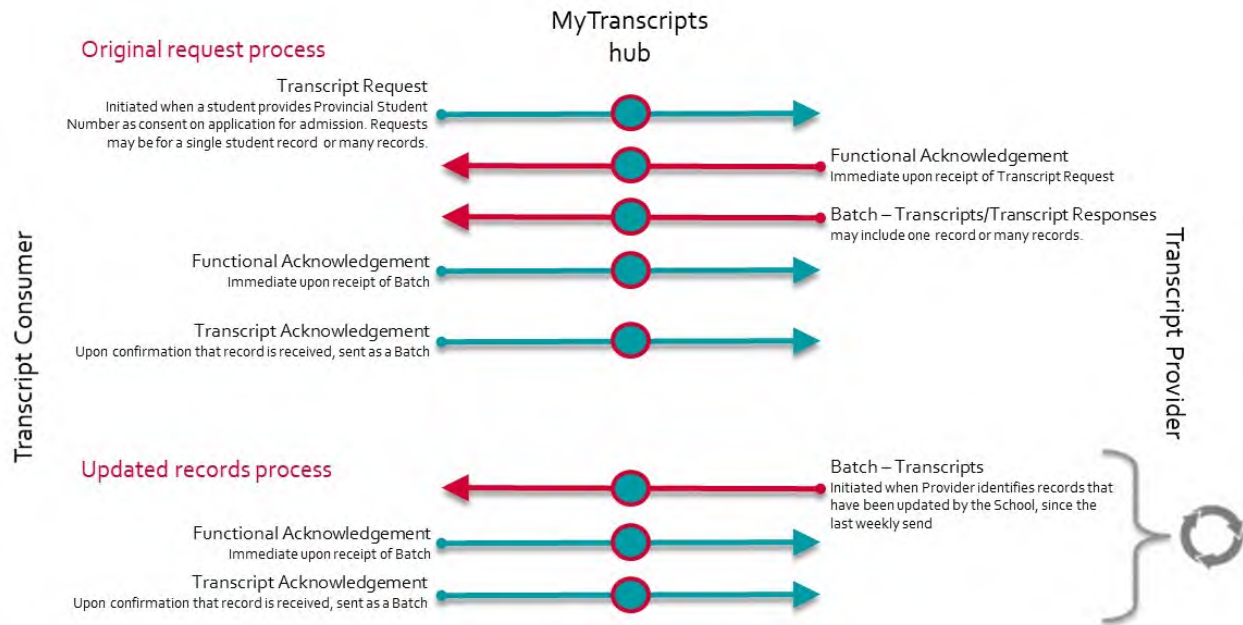 MyTranscripts
hub
Original request process
Transcript Request
Initiated when a student provides Provincial Student
Number as consent on application for admission. Requests
may be for a single student record or many records.
Functional Acknowledgement
Immediate upon receipt of Transcript Request
Batch – Transcripts/Transcript Responses
may include one record or many records.
Functional Acknowledgement
Immediate upon receipt of Batch
Transcript Acknowledgement
Upon confirmation that record is received, sent as a Batch
Transcript Consumer
Transcript Provider
Updated records process
Batch – Transcripts
Initiated when Provider identifies records that
have been updated by the School, since the
last weekly send
Functional Acknowledgement
Immediate upon receipt of Batch
Transcript Acknowledgement
Upon confirmation that record is received, sent as a Batch